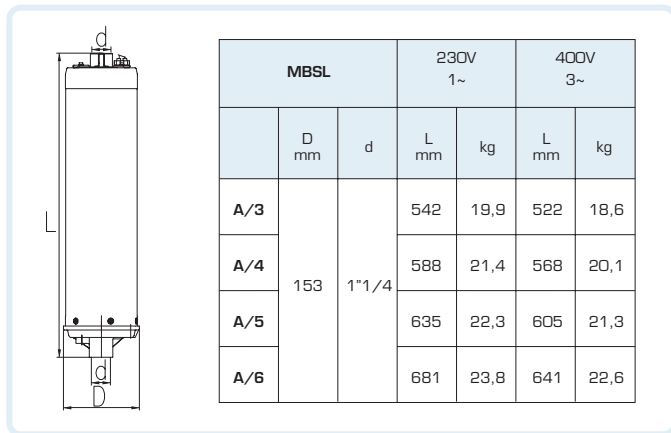 d
L
d
D
MBSL
230V
1~
400V
3~
D
mm
d
L
mm
kg
L
mm
kg
A/3
542
19,9
522
18,6
A/4
588
21,4
568
20,1
153
1"1/4
A/5
635
22,3
605
21,3
A/6
681
23,8
641
22,6